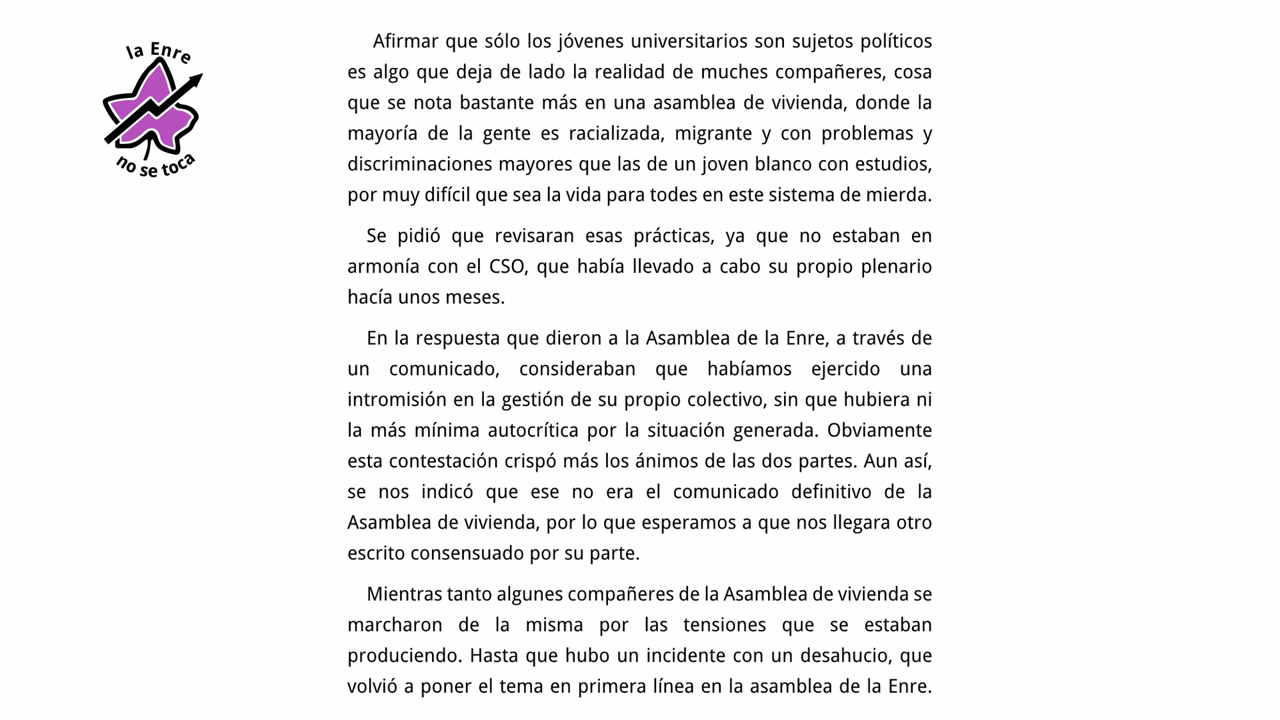 la Enre
no se toca
Afirmar que sólo los jóvenes universitarios son sujetos políticos
es algo que deja de lado la realidad de muches compañeres, cosa
que se nota bastante más en una asamblea de vivienda, donde la
mayoría de la gente es racializada, migrante y con problemas y
discriminaciones mayores que las de un joven blanco con estudios,
por muy difícil que sea la vida para todes en este sistema de mierda.
Se pidió que revisaran esas prácticas, ya que no estaban en
armonía con el CSO, que había llevado a cabo su propio plenario
hacía unos meses.
En la respuesta que dieron a la Asamblea de la Enre, a través de
un comunicado, consideraban que habíamos ejercido una
intromisión en la gestión de su propio colectivo, sin que hubiera ni
la más mínima autocrítica por la situación generada. Obviamente
esta contestación crispó más los ánimos de las dos partes. Aun así,
se nos indicó que ese no era el comunicado definitivo de la
Asamblea de vivienda, por lo que esperamos a que nos llegara otro
escrito consensuado por su parte.
Mientras tanto algunes compañeres de la Asamblea de vivienda se
marcharon de la misma por las tensiones que se estaban
produciendo. Hasta que hubo un incidente con un desahucio, que
volvió a poner el tema en primera línea en la asamblea de la Enre.